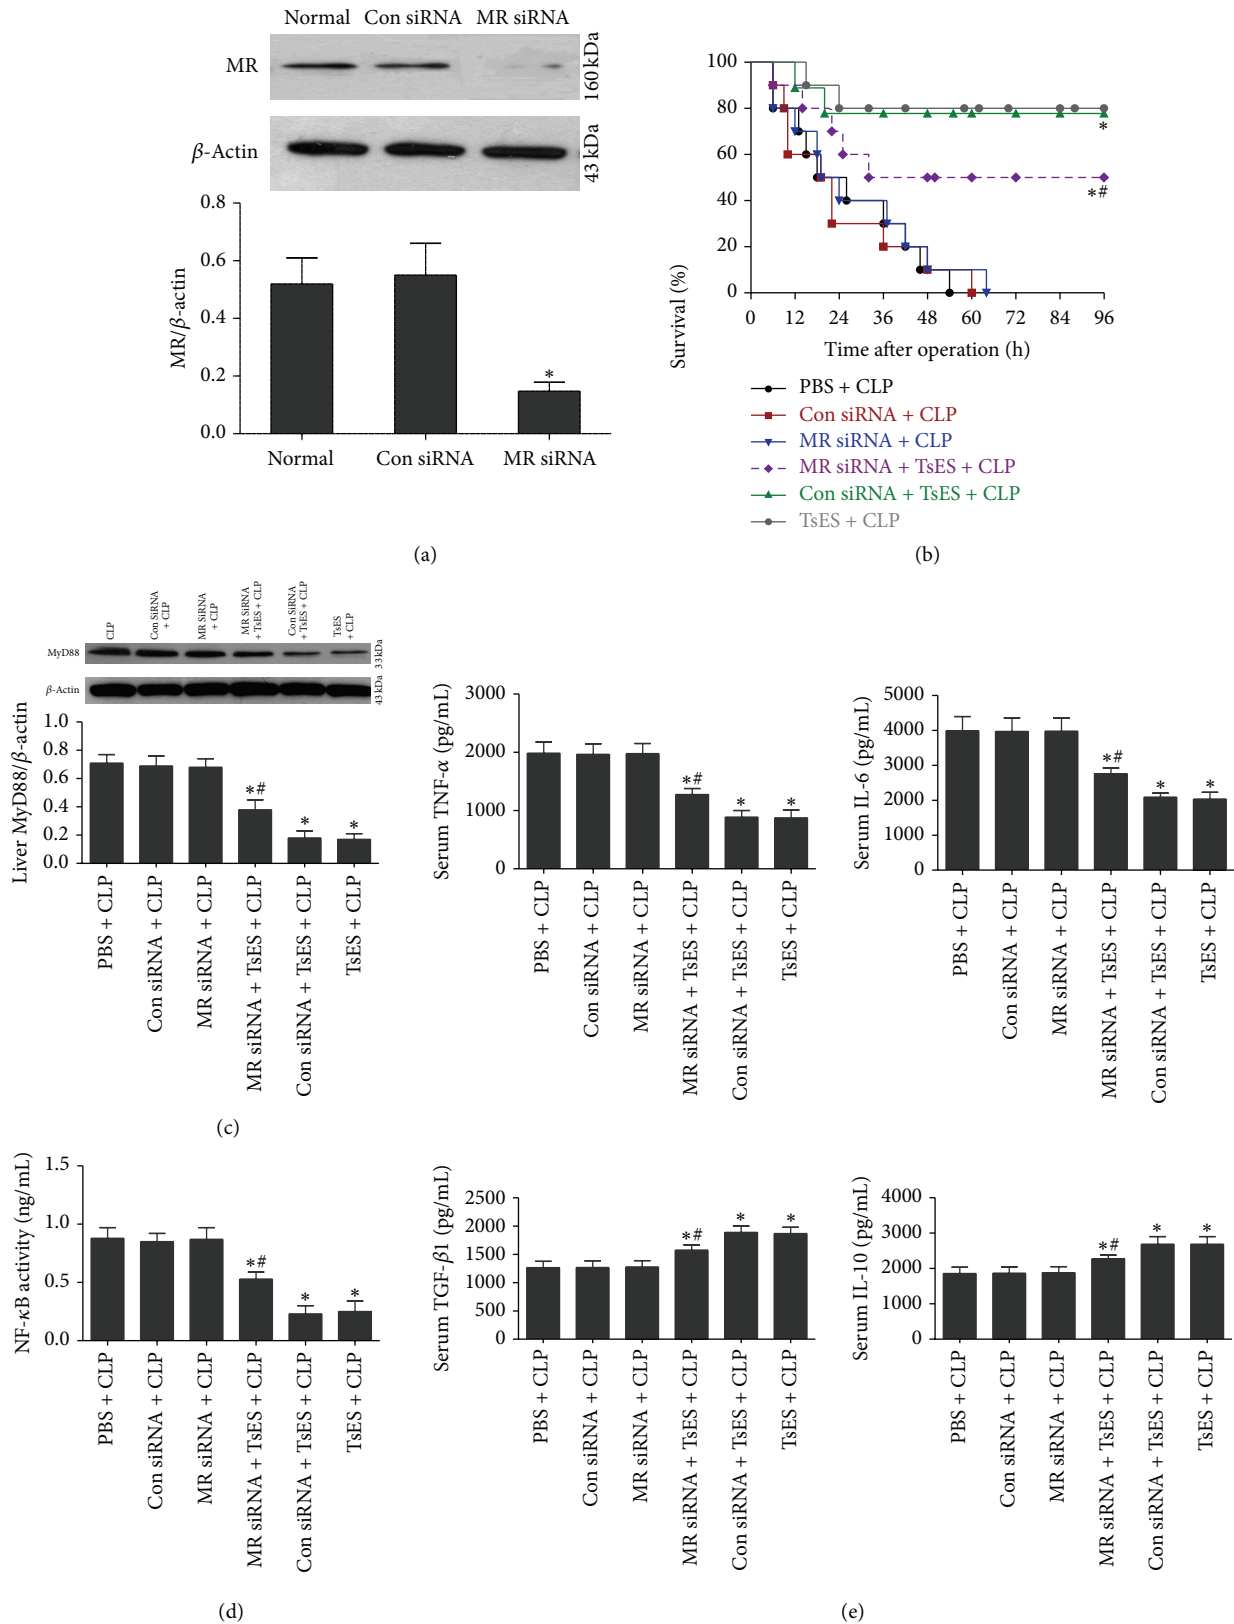 Normal Con siRNA MR siRNA
MR
160 kDa
β-Actin
43 kDa
MR/β-actin
0.8
0.6
0.4
0.2
0.0
*
Normal Con siRNA MR siRNA
(a)
Survival (%)
100
80
60
40
20
0
*
*#
0 12 24 36 48 60 72 84 96
Time after operation (h)
PBS + CLP
Con siRNA + CLP
MR siRNA + CLP
MR siRNA + TsES + CLP
Con siRNA + TsES + CLP
TsES + CLP
(b)
CLP
Con SiRNA
+ CLP
MR SiRNA
+ CLP
MR SiRNA
+ TsES + CLP
Con SiRNA
+ TsES + CLP
TsES
+ CLP
MyD88
33 kDa
β-Actin
43 kDa
Liver MyD88/β-actin
1.0
0.8
0.6
0.4
0.2
0.0
*#
*
*
PBS + CLP
Con siRNA + CLP
MR siRNA + CLP
MR siRNA + TsES + CLP
Con siRNA + TsES + CLP
TsES + CLP
(c)
Serum TNF-α (pg/mL)
3000
2000
1000
0
*#
*
*
PBS + CLP
Con siRNA + CLP
MR siRNA + CLP
MR siRNA + TsES + CLP
Con siRNA + TsES + CLP
TsES + CLP
Serum IL-6 (pg/mL)
5000
4000
3000
2000
1000
0
*#
*
*
PBS + CLP
Con siRNA + CLP
MR siRNA + CLP
MR siRNA + TsES + CLP
Con siRNA + TsES + CLP
TsES + CLP
NF-κB activity (ng/mL)
1.5
1.0
0.5
0.0
*#
*
*
PBS + CLP
Con siRNA + CLP
MR siRNA + CLP
MR siRNA + TsES + CLP
Con siRNA + TsES + CLP
TsES + CLP
(d)
Serum TGF-β1 (pg/mL)
2500
2000
1500
1000
500
0
*#
*
*
PBS + CLP
Con siRNA + CLP
MR siRNA + CLP
MR siRNA + TsES + CLP
Con siRNA + TsES + CLP
TsES + CLP
Serum IL-10 (pg/mL)
4000
3000
2000
1000
0
*#
*
*
PBS + CLP
Con siRNA + CLP
MR siRNA + CLP
MR siRNA + TsES + CLP
Con siRNA + TsES + CLP
TsES + CLP
(e)